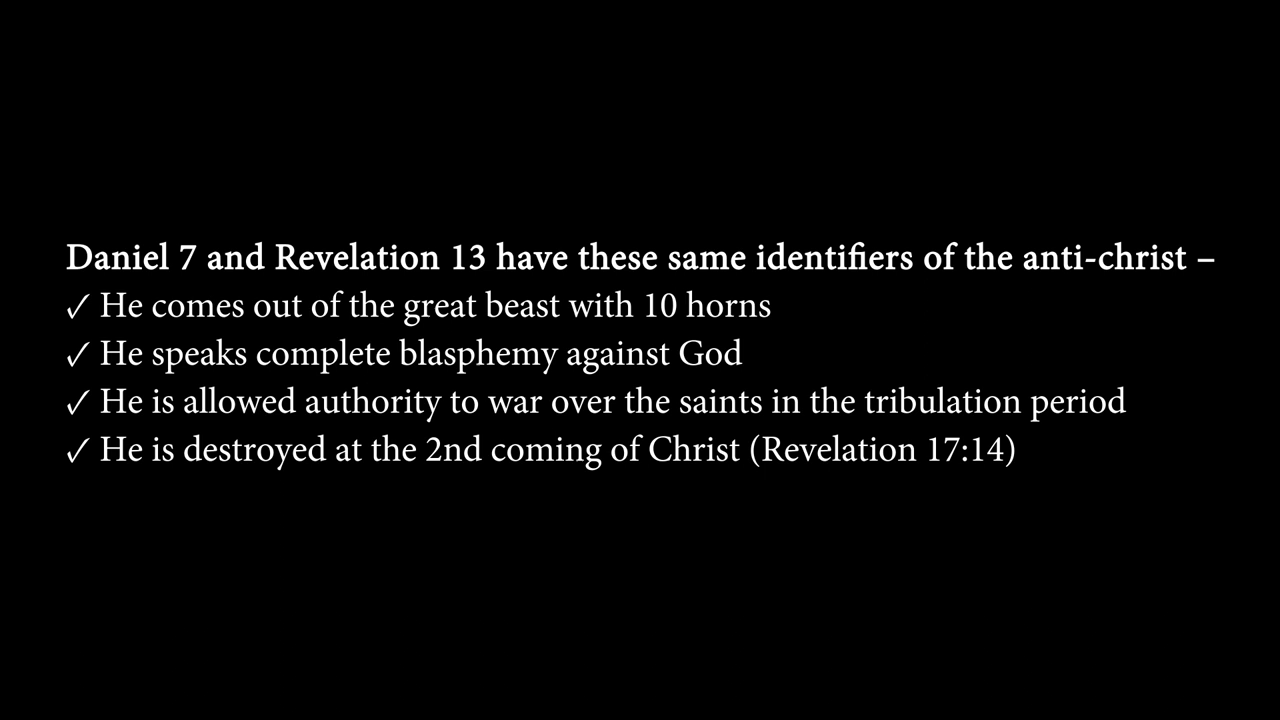 Daniel 7 and Revelation 13 have these same identifiers of the anti-christ –
✓ He comes out of the great beast with 10 horns
✓ He speaks complete blasphemy against God
✓ He is allowed authority to war over the saints in the tribulation period
✓ He is destroyed at the 2nd coming of Christ (Revelation 17:14)